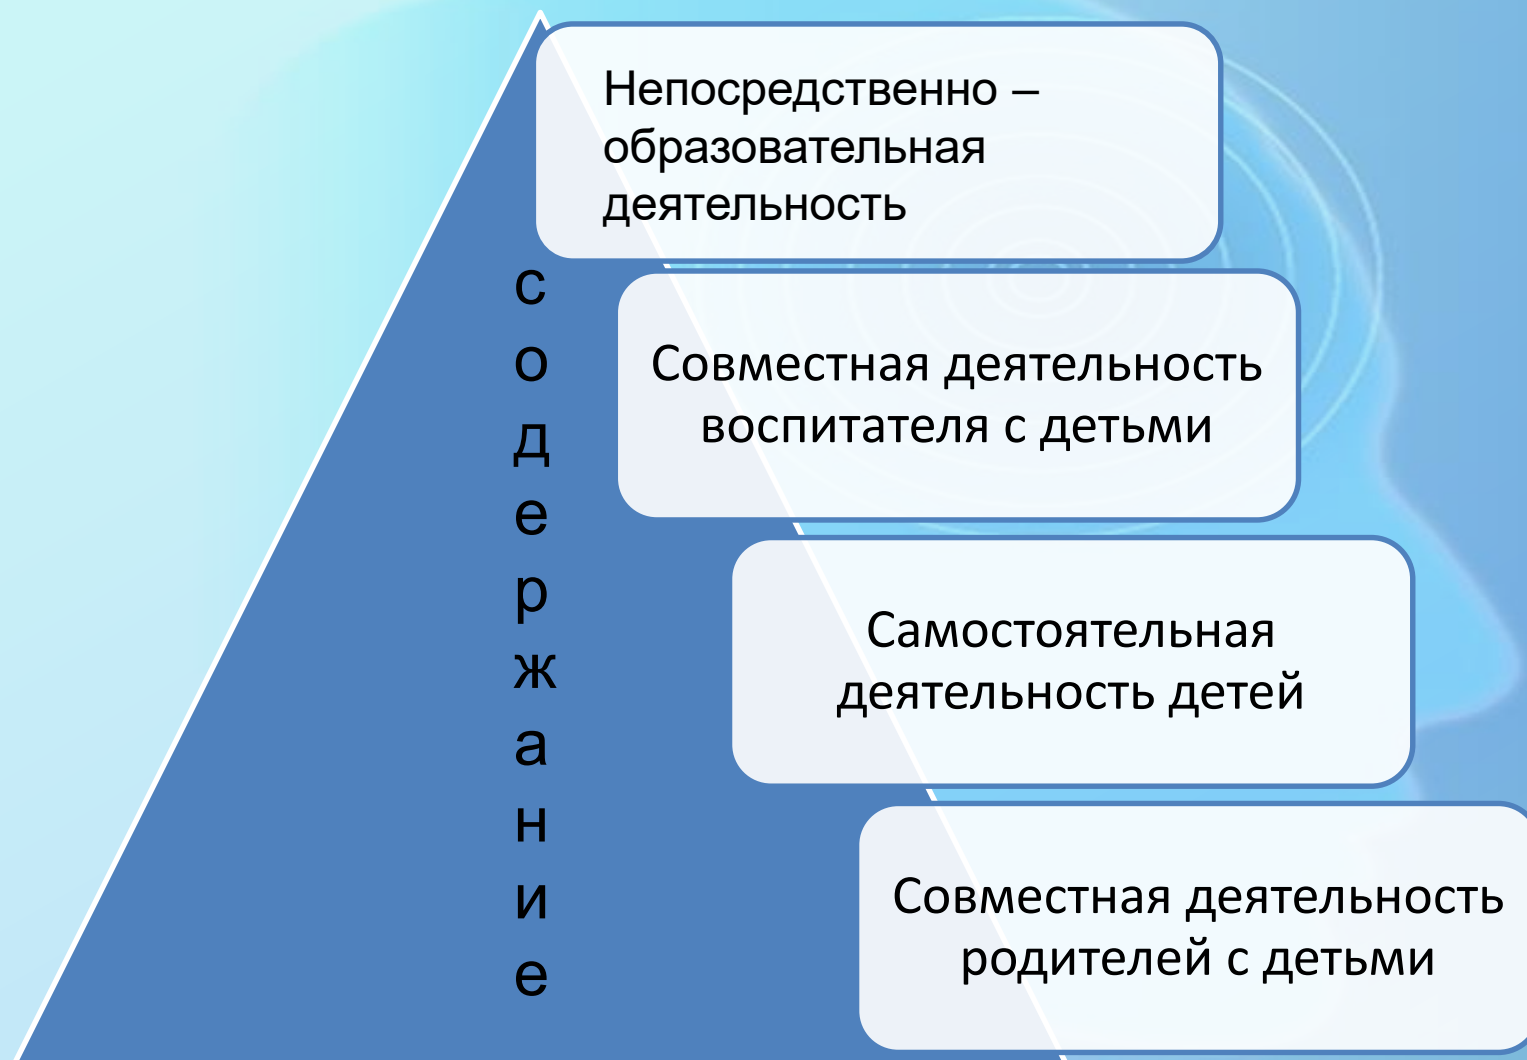 Непосредственно –
образовательная
деятельность
с
о
д
е
р
ж
а
н
и
е
Совместная деятельность
воспитателя с детьми
Самостоятельная
деятельность детей
Совместная деятельность
родителей с детьми